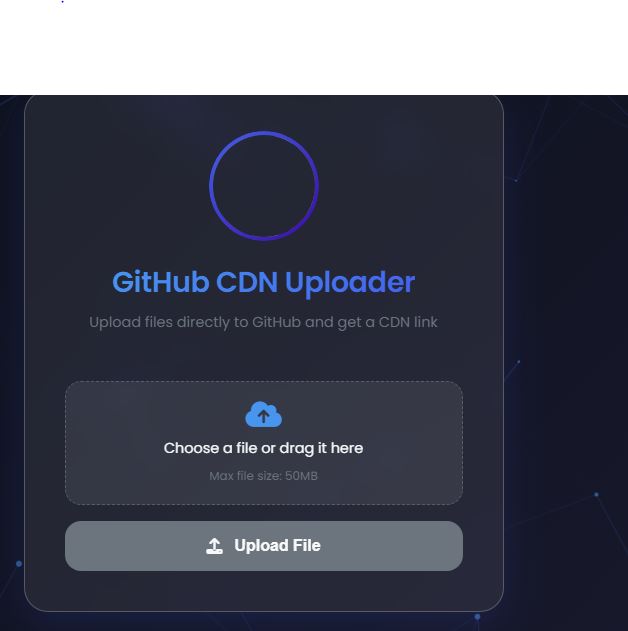 GitHub CDN Uploader
Upload files directly to GitHub and get a CDN link
Choose a file or drag it here
Max file size: 50MB
Upload File